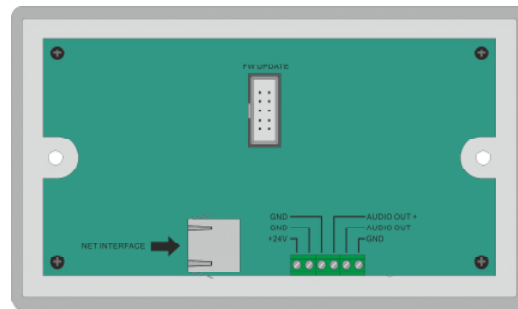 FW UPDATE
GND AUDIO OUT +
GND AUDIO OUT
+24V GND
NET INTERFACE